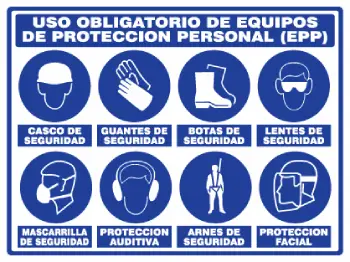 USO OBLIGATORIO DE EQUIPOS
DE PROTECCION PERSONAL (EPP)
CASCO DE
SEGURIDAD
GUANTES DE
SEGURIDAD
BOTAS DE
SEGURIDAD
LENTES DE
SEGURIDAD
MASCARRILLA
DE SEGURIDAD
PROTECCION
AUDITIVA
ARNES DE
SEGURIDAD
PROTECCION
FACIAL